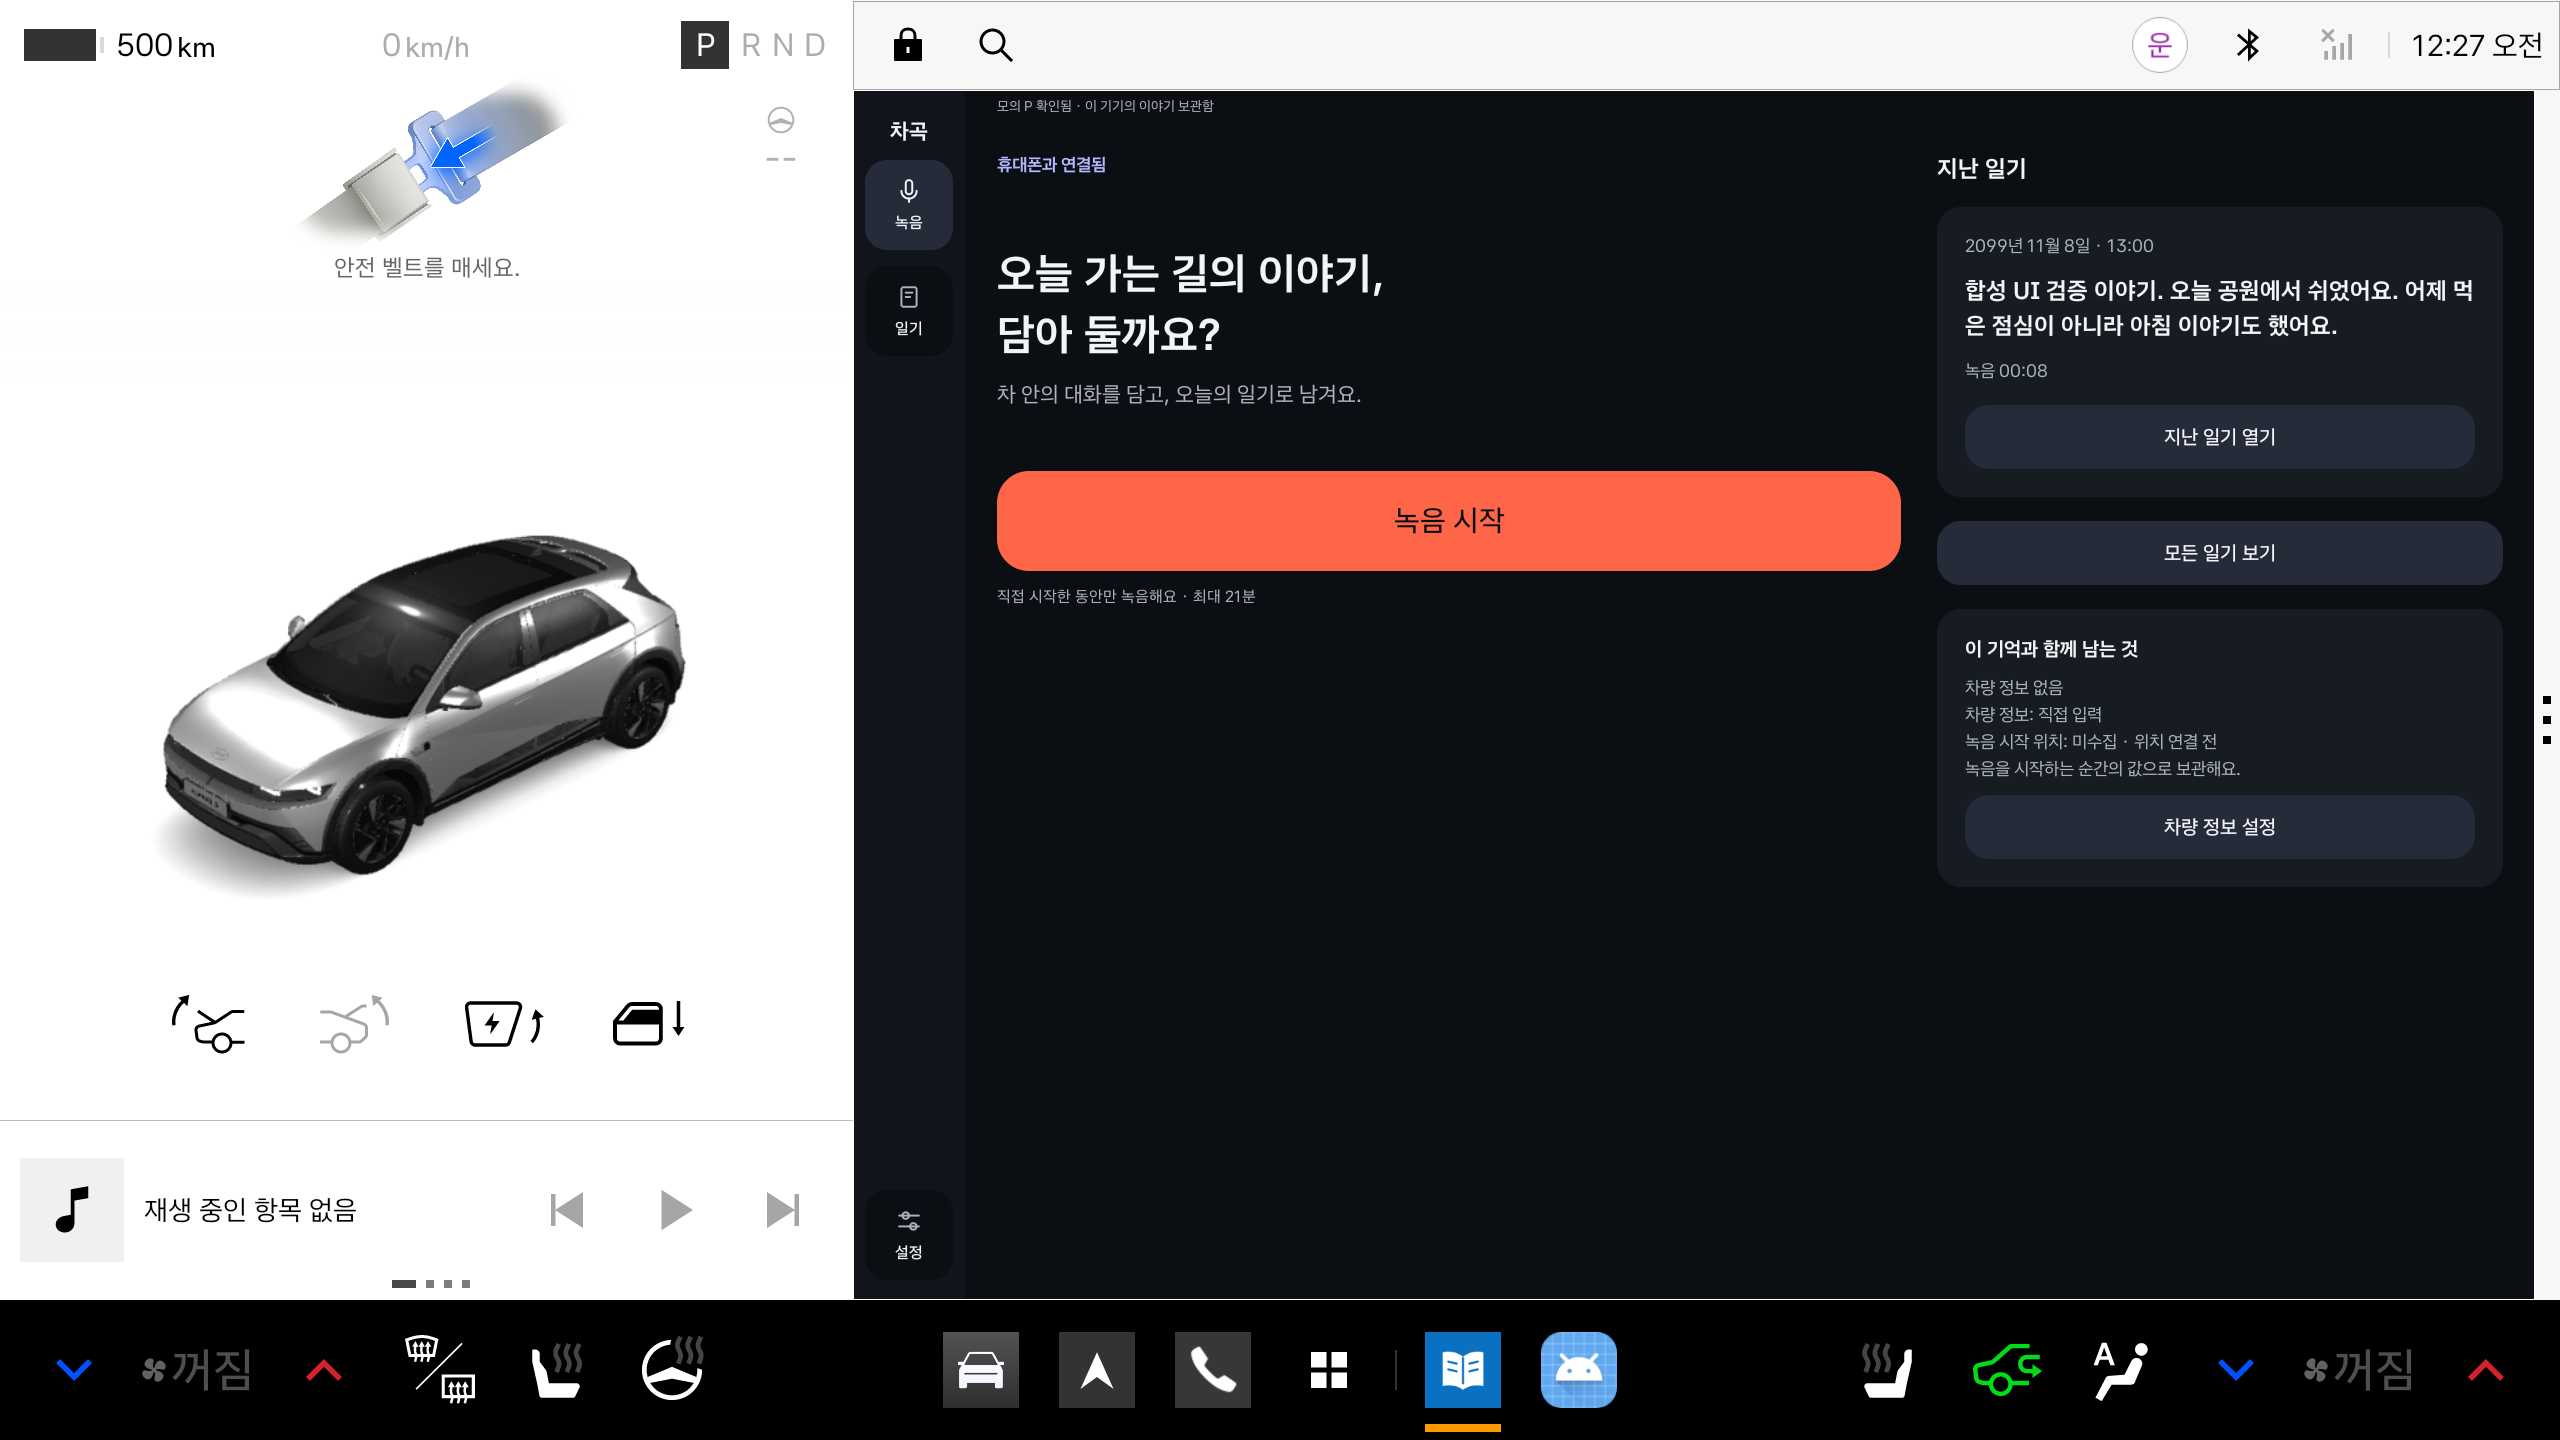 500 km
0 km/h
P R N D
운
12:27 오전
안전 벨트를 매세요.
재생 중인 항목 없음
차곡
녹음
일기
설정
모의 P 확인됨 · 이 기기의 이야기 보관함
휴대폰과 연결됨
오늘 가는 길의 이야기,
담아 둘까요?
차 안의 대화를 담고, 오늘의 일기로 남겨요.
녹음 시작
직접 시작한 동안만 녹음해요 · 최대 21분
지난 일기
2099년 11월 8일 · 13:00
합성 UI 검증 이야기. 오늘 공원에서 쉬었어요. 어제 먹
은 점심이 아니라 아침 이야기도 했어요.
녹음 00:08
지난 일기 열기
모든 일기 보기
이 기억과 함께 남는 것
차량 정보 없음
차량 정보: 직접 입력
녹음 시작 위치: 미수집 · 위치 연결 전
녹음을 시작하는 순간의 값으로 보관해요.
차량 정보 설정
꺼짐
A
꺼짐